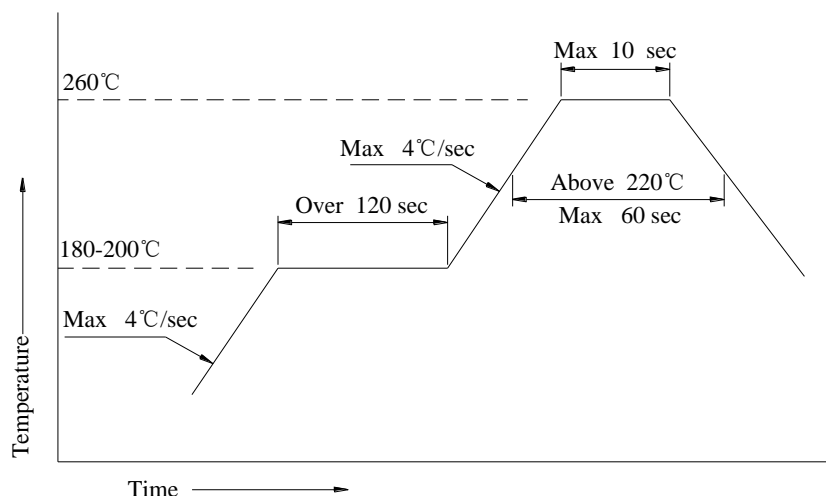 Max 10 sec
260℃
Max 4℃/sec
Above 220℃
Over 120 sec
Max 60 sec
180-200℃
Max 4℃/sec
Temperature
Time